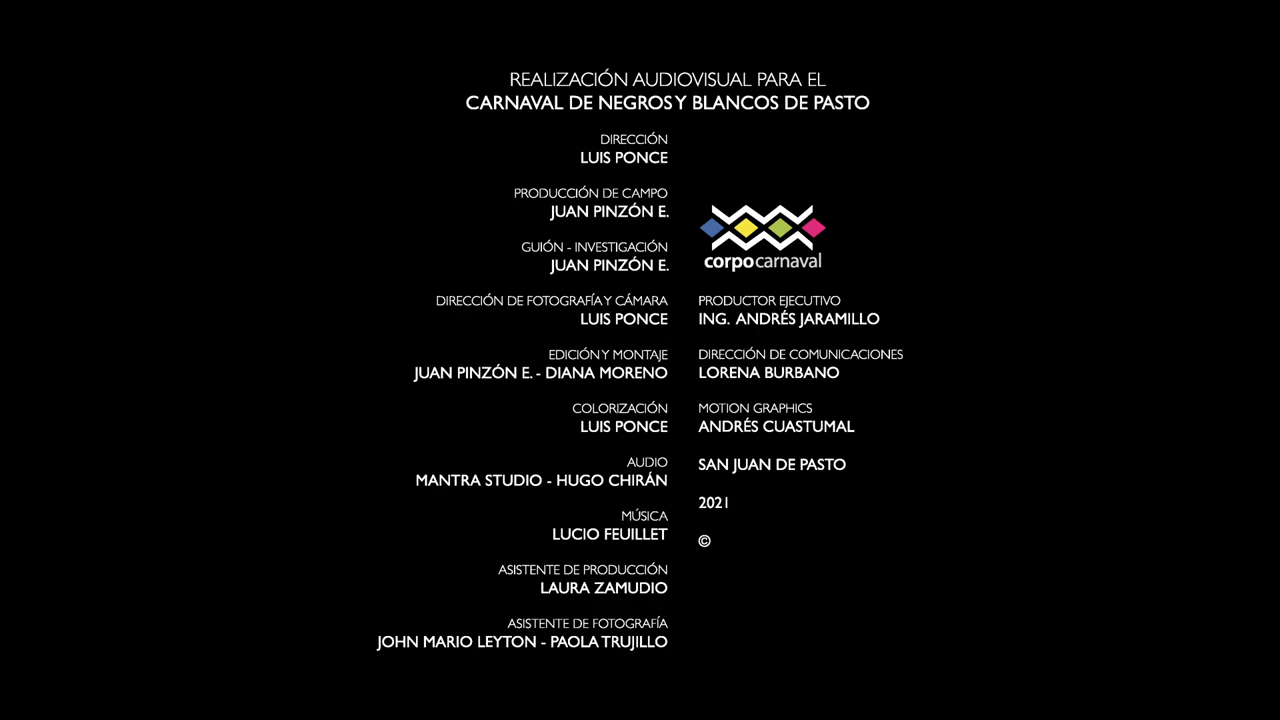 REALIZACIÓN AUDIOVISUAL PARA EL
CARNAVAL DE NEGROS Y BLANCOS DE PASTO
DIRECCIÓN
LUIS PONCE
PRODUCCIÓN DE CAMPO
JUAN PINZÓN E.
GUIÓN - INVESTIGACIÓN
JUAN PINZÓN E.
DIRECCIÓN DE FOTOGRAFÍA Y CÁMARA
LUIS PONCE
EDICIÓN Y MONTAJE
JUAN PINZÓN E. - DIANA MORENO
COLORIZACIÓN
LUIS PONCE
AUDIO
MANTRA STUDIO - HUGO CHIRÁN
MÚSICA
LUCIO FEUILLET
ASISTENTE DE PRODUCCIÓN
LAURA ZAMUDIO
ASISTENTE DE FOTOGRAFÍA
JOHN MARIO LEYTON - PAOLA TRUJILLO
corpocarnaval
PRODUCTOR EJECUTIVO
ING. ANDRÉS JARAMILLO
DIRECCIÓN DE COMUNICACIONES
LORENA BURBANO
MOTION GRAPHICS
ANDRÉS CUASTUMAL
SAN JUAN DE PASTO
2021
©